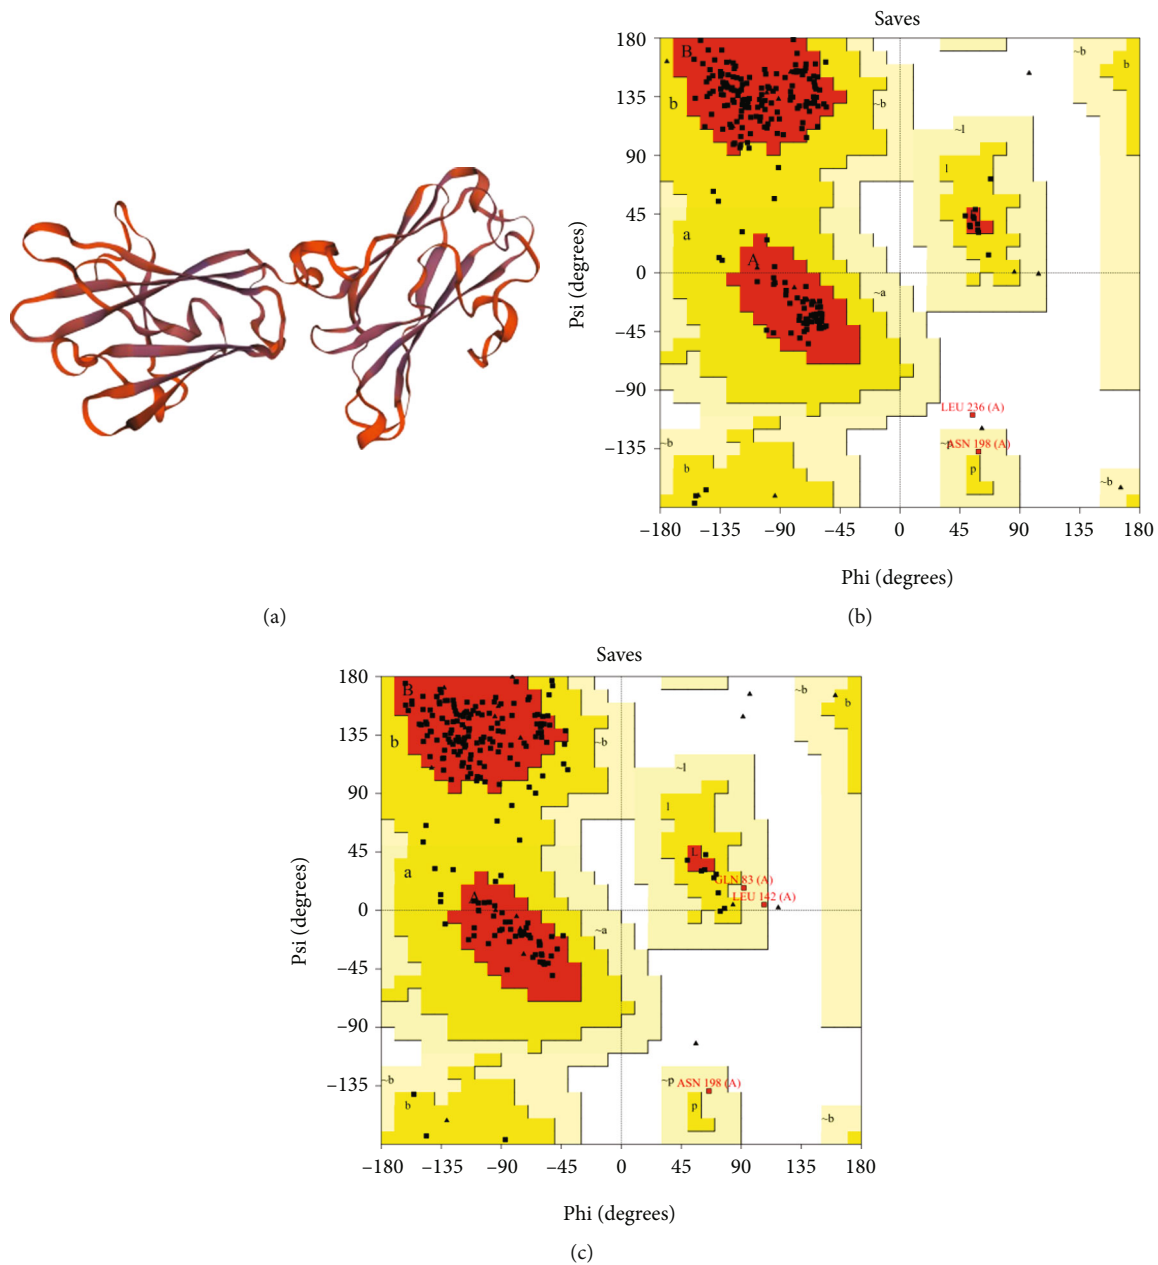 Saves
180
135
90
45
0
−45
−90
−135
Psi (degrees)
B
b
a
A
~b
~a
~l
l
~b
b
LEU 236 (A)
ASN 198 (A)
~p
p
~b
b
~b
−180 −135 −90 −45 0 45 90 135 180
Phi (degrees)
(a)
(b)
Saves
180
135
90
45
0
−45
−90
−135
Psi (degrees)
B
b
a
A
~b
~a
~l
l
L
~b
b
GLN 83 (A)
LEU 142 (A)
ASN 198 (A)
~p
p
~b
b
~b
−180 −135 −90 −45 0 45 90 135 180
Phi (degrees)
(c)